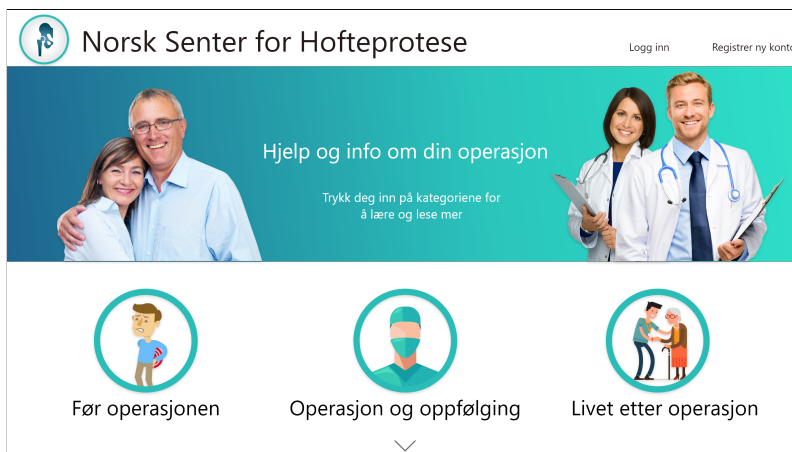 Norsk Senter for Hofteprotese
Logg inn
Registrer ny konto
Hjelp og info om din operasjon
Trykk deg inn på kategoriene for
å lære og lese mer
Før operasjonen
Operasjon og oppfølging
Livet etter operasjon